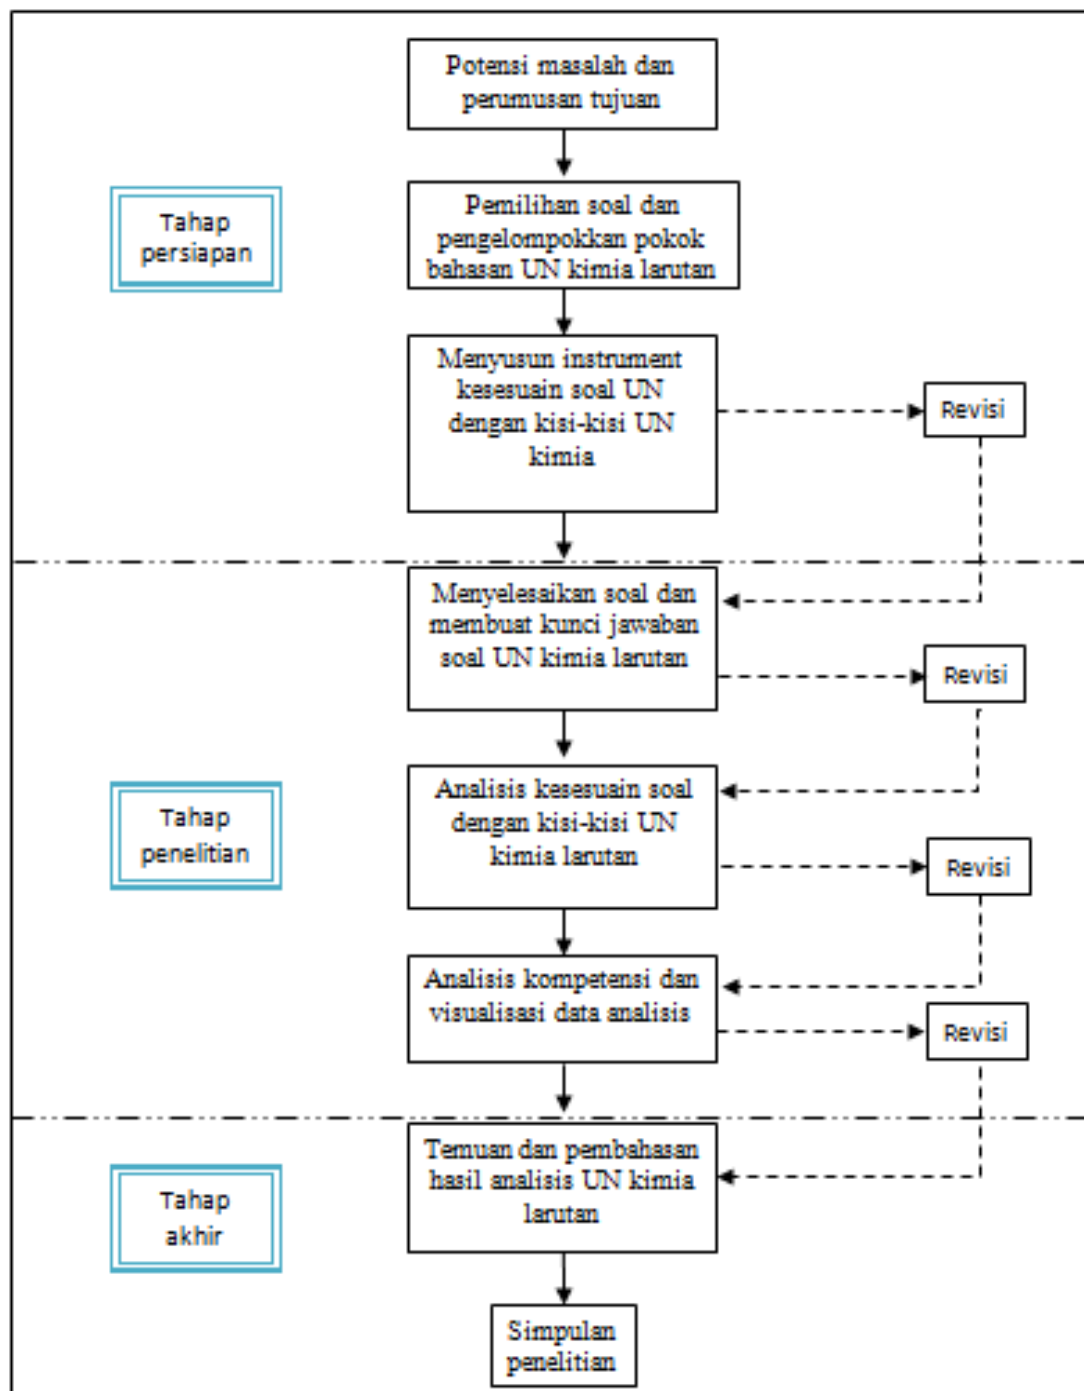 Potensi masalah dan
perumusan tujuan
Tahap
persiapan
Pemilihan soal dan
pengelompokkan pokok
bahasan UN kimia larutan
Menyusun instrument
kesesuain soal UN
dengan kisi-kisi UN
kimia
Revisi
Menyelesaikan soal dan
membuat kunci jawaban
soal UN kimia larutan
Revisi
Tahap
penelitian
Analisis kesesuain soal
dengan kisi-kisi UN
kimia larutan
Revisi
Analisis kompetensi dan
visualisasi data analisis
Revisi
Tahap
akhir
Temuan dan pembahasan
hasil analisis UN kimia
larutan
Simpulan
penelitian